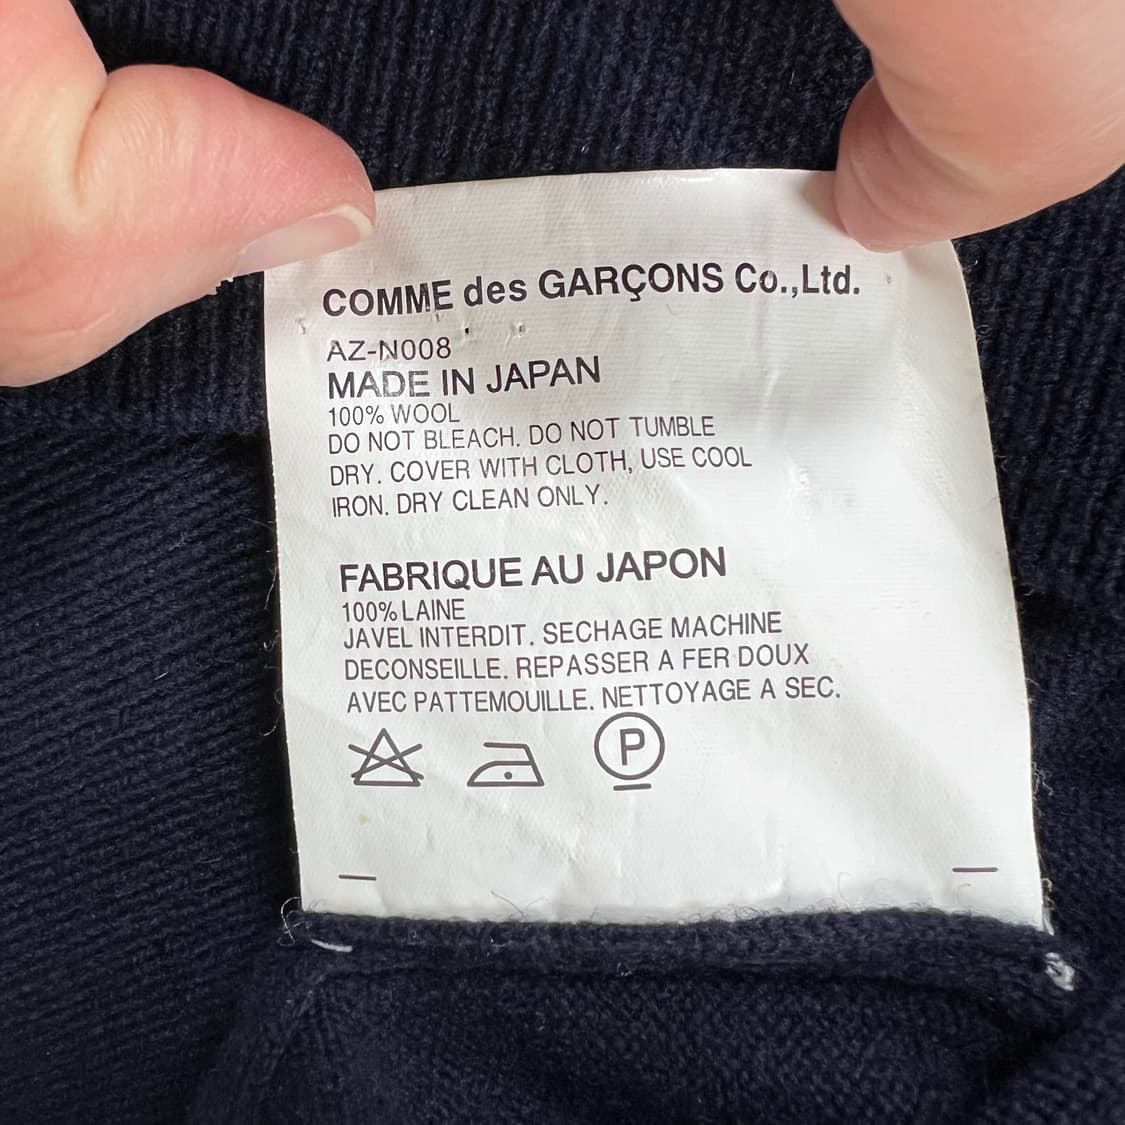 COMME des GARÇONS Co.,Ltd.
AZ-N008
MADE IN JAPAN
100% WOOL
DO NOT BLEACH. DO NOT TUMBLE
DRY. COVER WITH CLOTH, USE COOL
IRON. DRY CLEAN ONLY.
FABRIQUE AU JAPON
100% LAINE
JAVEL INTERDIT. SECHAGE MACHINE
DECONSEILLE. REPASSER A FER DOUX
AVEC PATTEMOUILLE. NETTOYAGE A SEC.
P